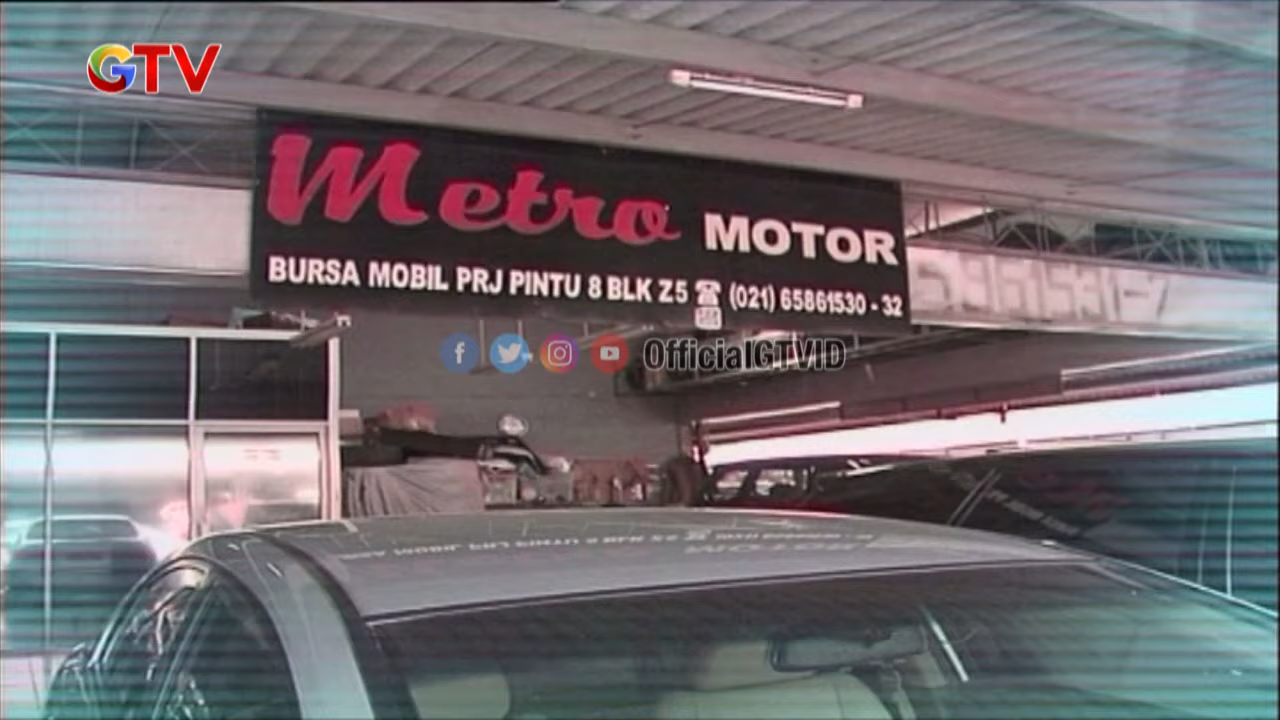 GTV
Metro MOTOR
BURSA MOBIL PRJ PINTU 8 BLK Z5 ☎ (021) 65861530 - 32
OfficialGTVID